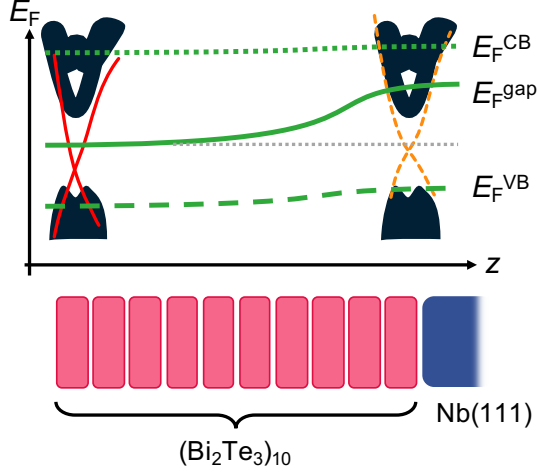 E_F
E_F^CB
E_F^gap
E_F^VB
z
Nb(111)
(Bi₂Te₃)₁₀